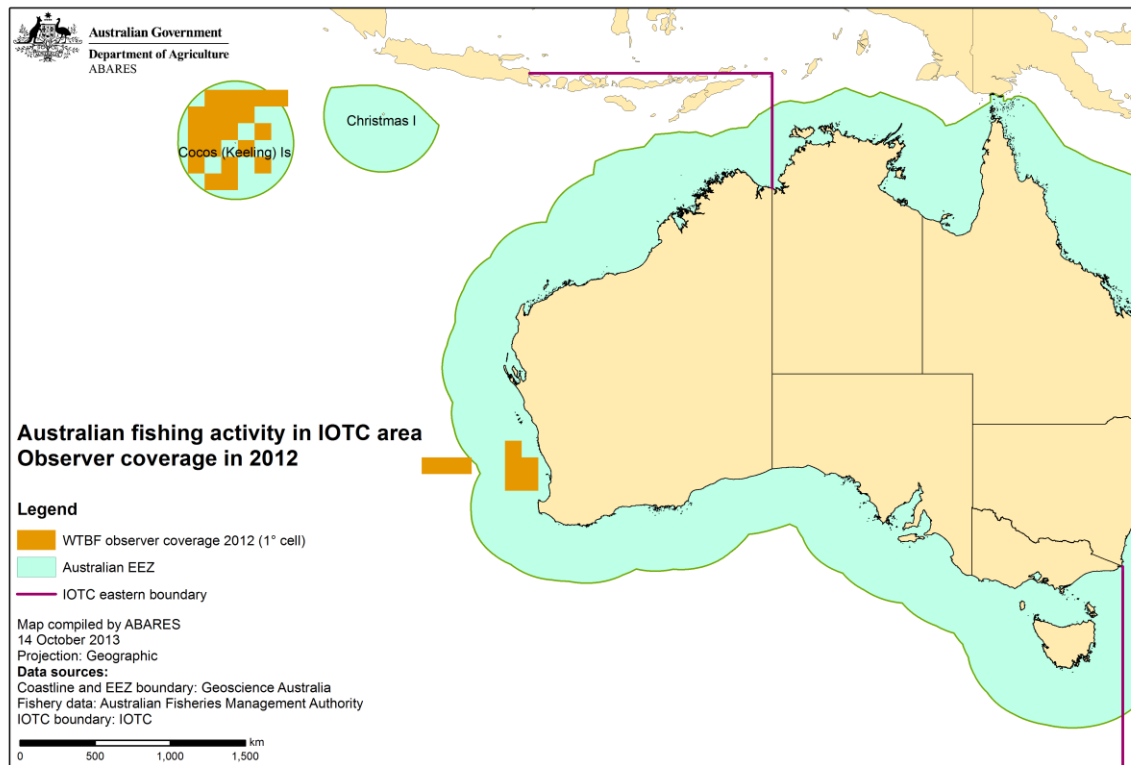 Australian Government
Department of Agriculture
ABARES
Christmas I
Cocos (Keeling) Is
Australian fishing activity in IOTC area
Observer coverage in 2012
Legend
WTBF observer coverage 2012 (1° cell)
Australian EEZ
IOTC eastern boundary
Map compiled by ABARES
14 October 2013
Projection: Geographic
Data sources:
Coastline and EEZ boundary: Geoscience Australia
Fishery data: Australian Fisheries Management Authority
IOTC boundary: IOTC
km
0 500 1,000 1,500